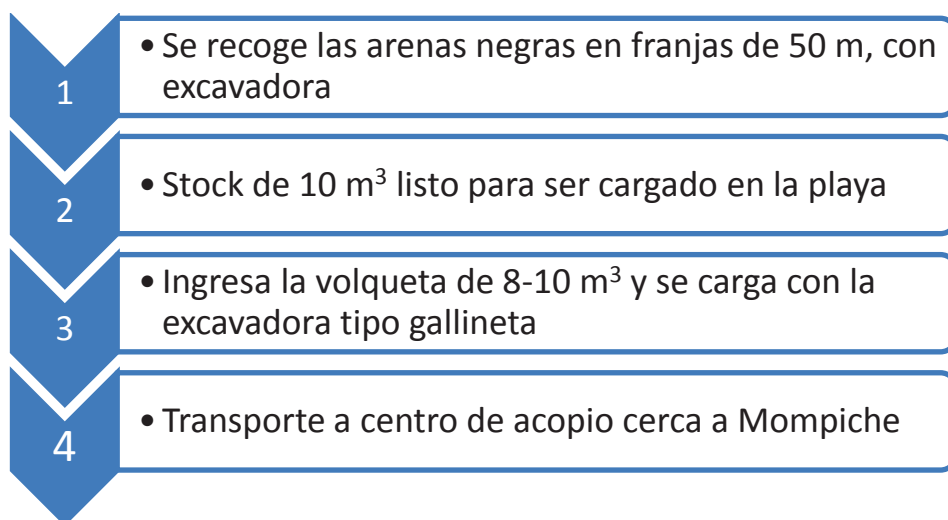 1
• Se recoge las arenas negras en franjas de 50 m, con
excavadora
2
• Stock de 10 m³ listo para ser cargado en la playa
3
• Ingresa la volqueta de 8-10 m³ y se carga con la
excavadora tipo gallineta
4
• Transporte a centro de acopio cerca a Mompiche